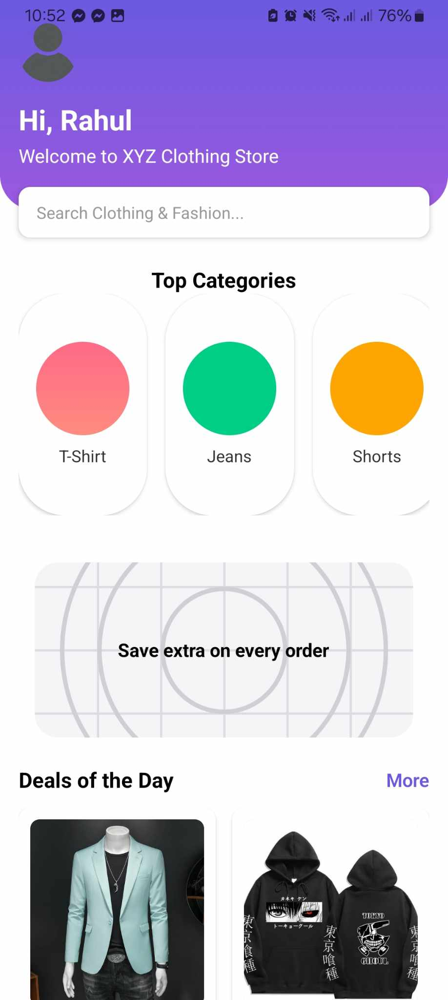 10:52
76%
Hi, Rahul
Welcome to XYZ Clothing Store
Search Clothing & Fashion...
Top Categories
T-Shirt
Jeans
Shorts
Save extra on every order
Deals of the Day
More
カネキ ケン
トーキョーグール
東京喰種
東京喰種
東京喰種
TOKYO
GHOUL